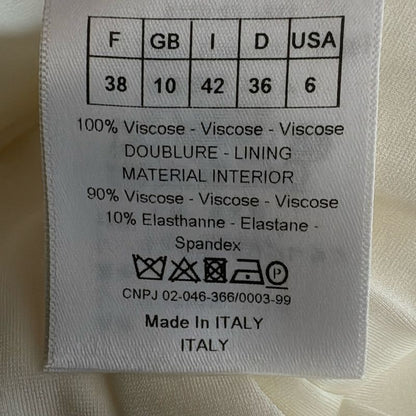 F GB I D USA
38 10 42 36 6
100% Viscose - Viscose - Viscose
DOUBLURE - LINING
MATERIAL INTERIOR
90% Viscose - Viscose - Viscose
10% Elasthanne - Elastane -
Spandex
P
CNPJ 02-046-366/0003-99
Made In ITALY
ITALY